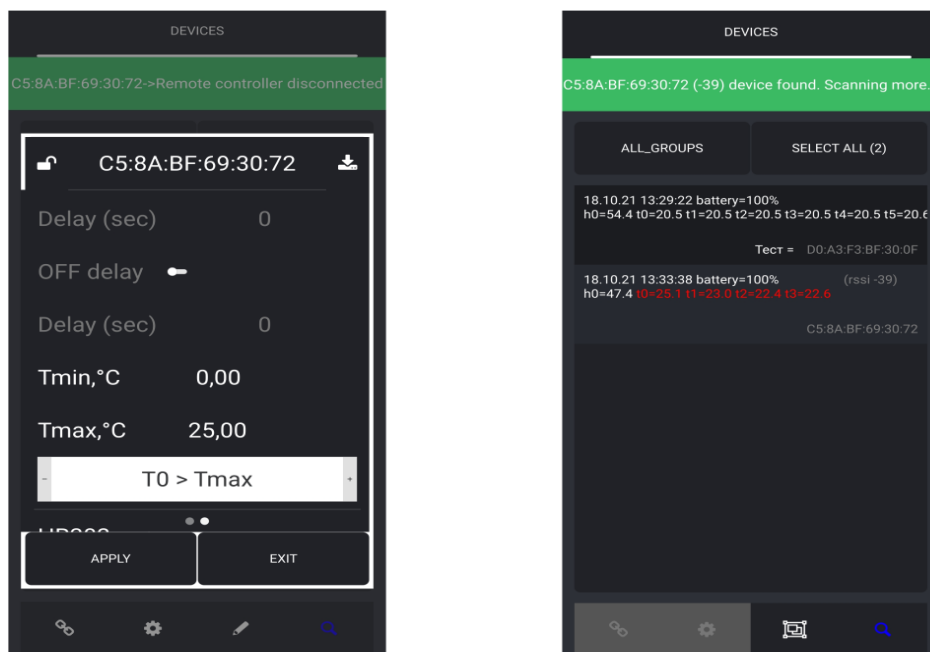 DEVICES
C5:8A:BF:69:30:72->Remote controller disconnected
C5:8A:BF:69:30:72
Delay (sec) 0
OFF delay
Delay (sec) 0
Tmin,°C 0,00
Tmax,°C 25,00
- T0 > Tmax +
APPLY EXIT
DEVICES
C5:8A:BF:69:30:72 (-39) device found. Scanning more.
ALL_GROUPS SELECT ALL (2)
18.10.21 13:29:22 battery=100%
h0=54.4 t0=20.5 t1=20.5 t2=20.5 t3=20.5 t4=20.5 t5=20.6
Тест = D0:A3:F3:BF:30:0F
18.10.21 13:33:38 battery=100% (rssi -39)
h0=47.4 t0=25.1 t1=23.0 t2=22.4 t3=22.6
C5:8A:BF:69:30:72